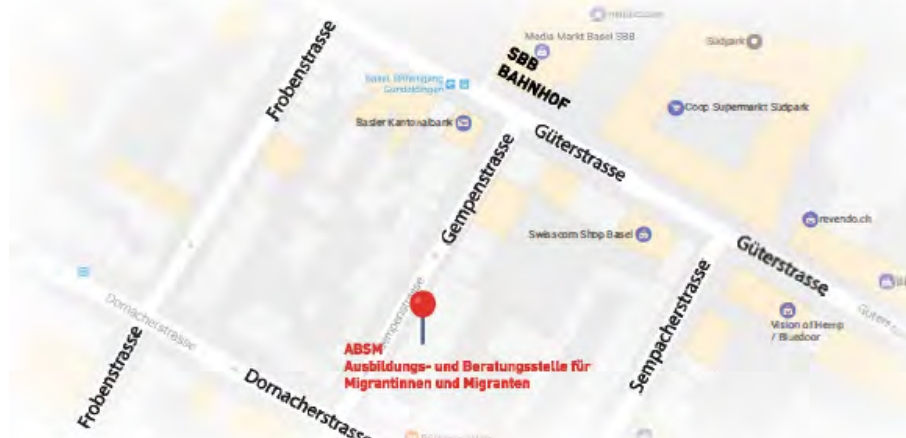 Media Markt Basel SBB
Südpark
SBB
BAHNHOF
Frobenstrasse
Basel, Bhfeingang
Gundeldingen
Coop Supermarkt Südpark
Basler Kantonalbank
Güterstrasse
Gempenstrasse
revendo.ch
Swisscom Shop Basel
Güterstrasse
Sempacherstrasse
Dornacherstrasse
Vision of Hemp
/ Bluedoor
ABSM
Ausbildungs- und Beratungsstelle für
Migrantinnen und Migranten
Frobenstrasse
Dornacherstrasse